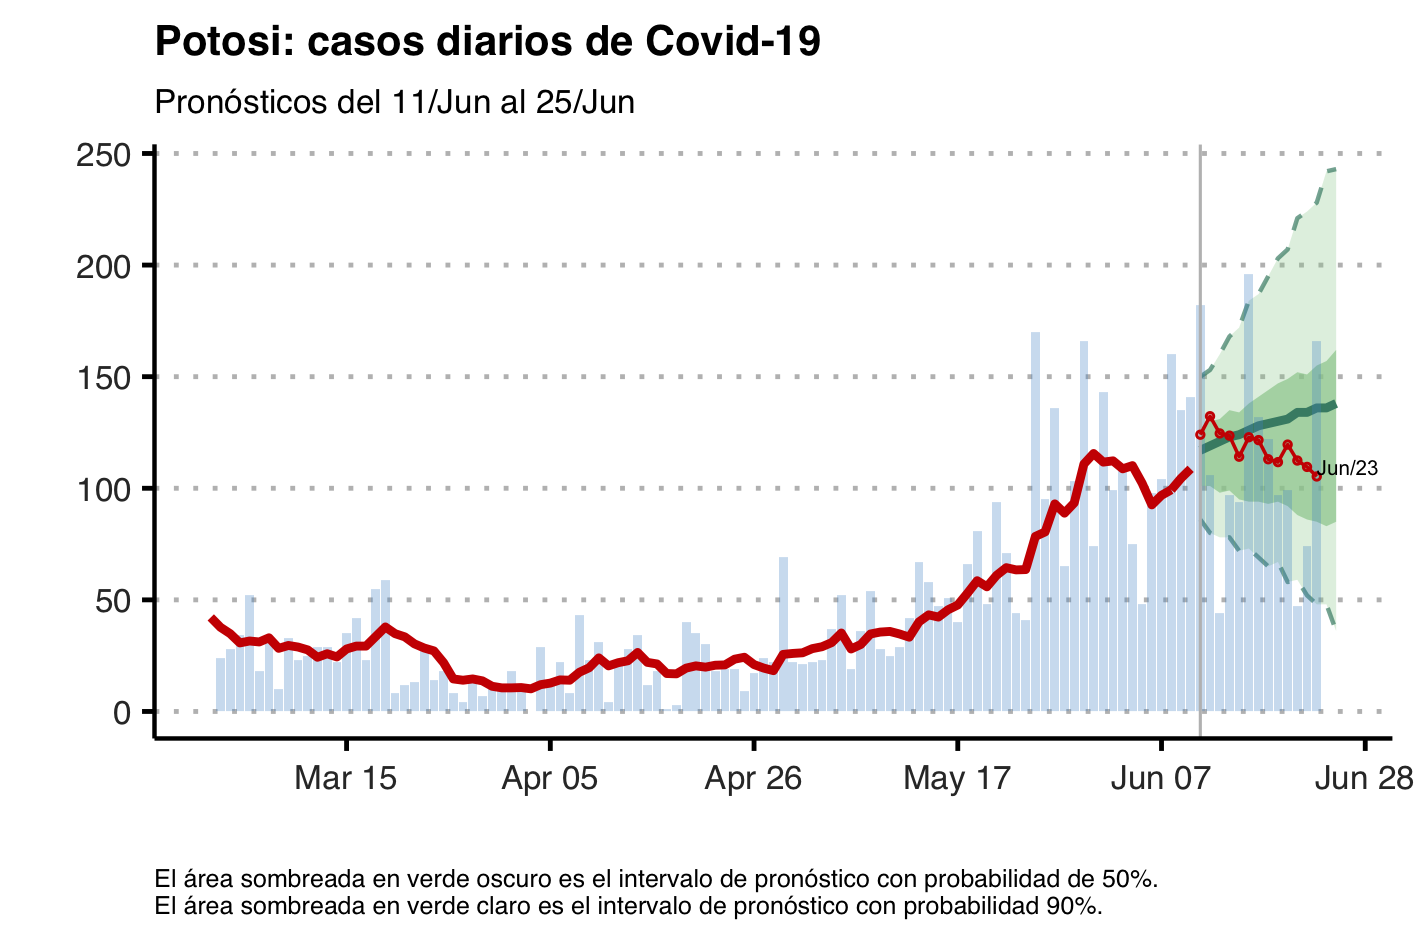 Potosi: casos diarios de Covid-19
Pronósticos del 11/Jun al 25/Jun
250
200
150
100
50
0
Jun/23
Mar 15
Apr 05
Apr 26
May 17
Jun 07
Jun 28
El área sombreada en verde oscuro es el intervalo de pronóstico con probabilidad de 50%.
El área sombreada en verde claro es el intervalo de pronóstico con probabilidad 90%.